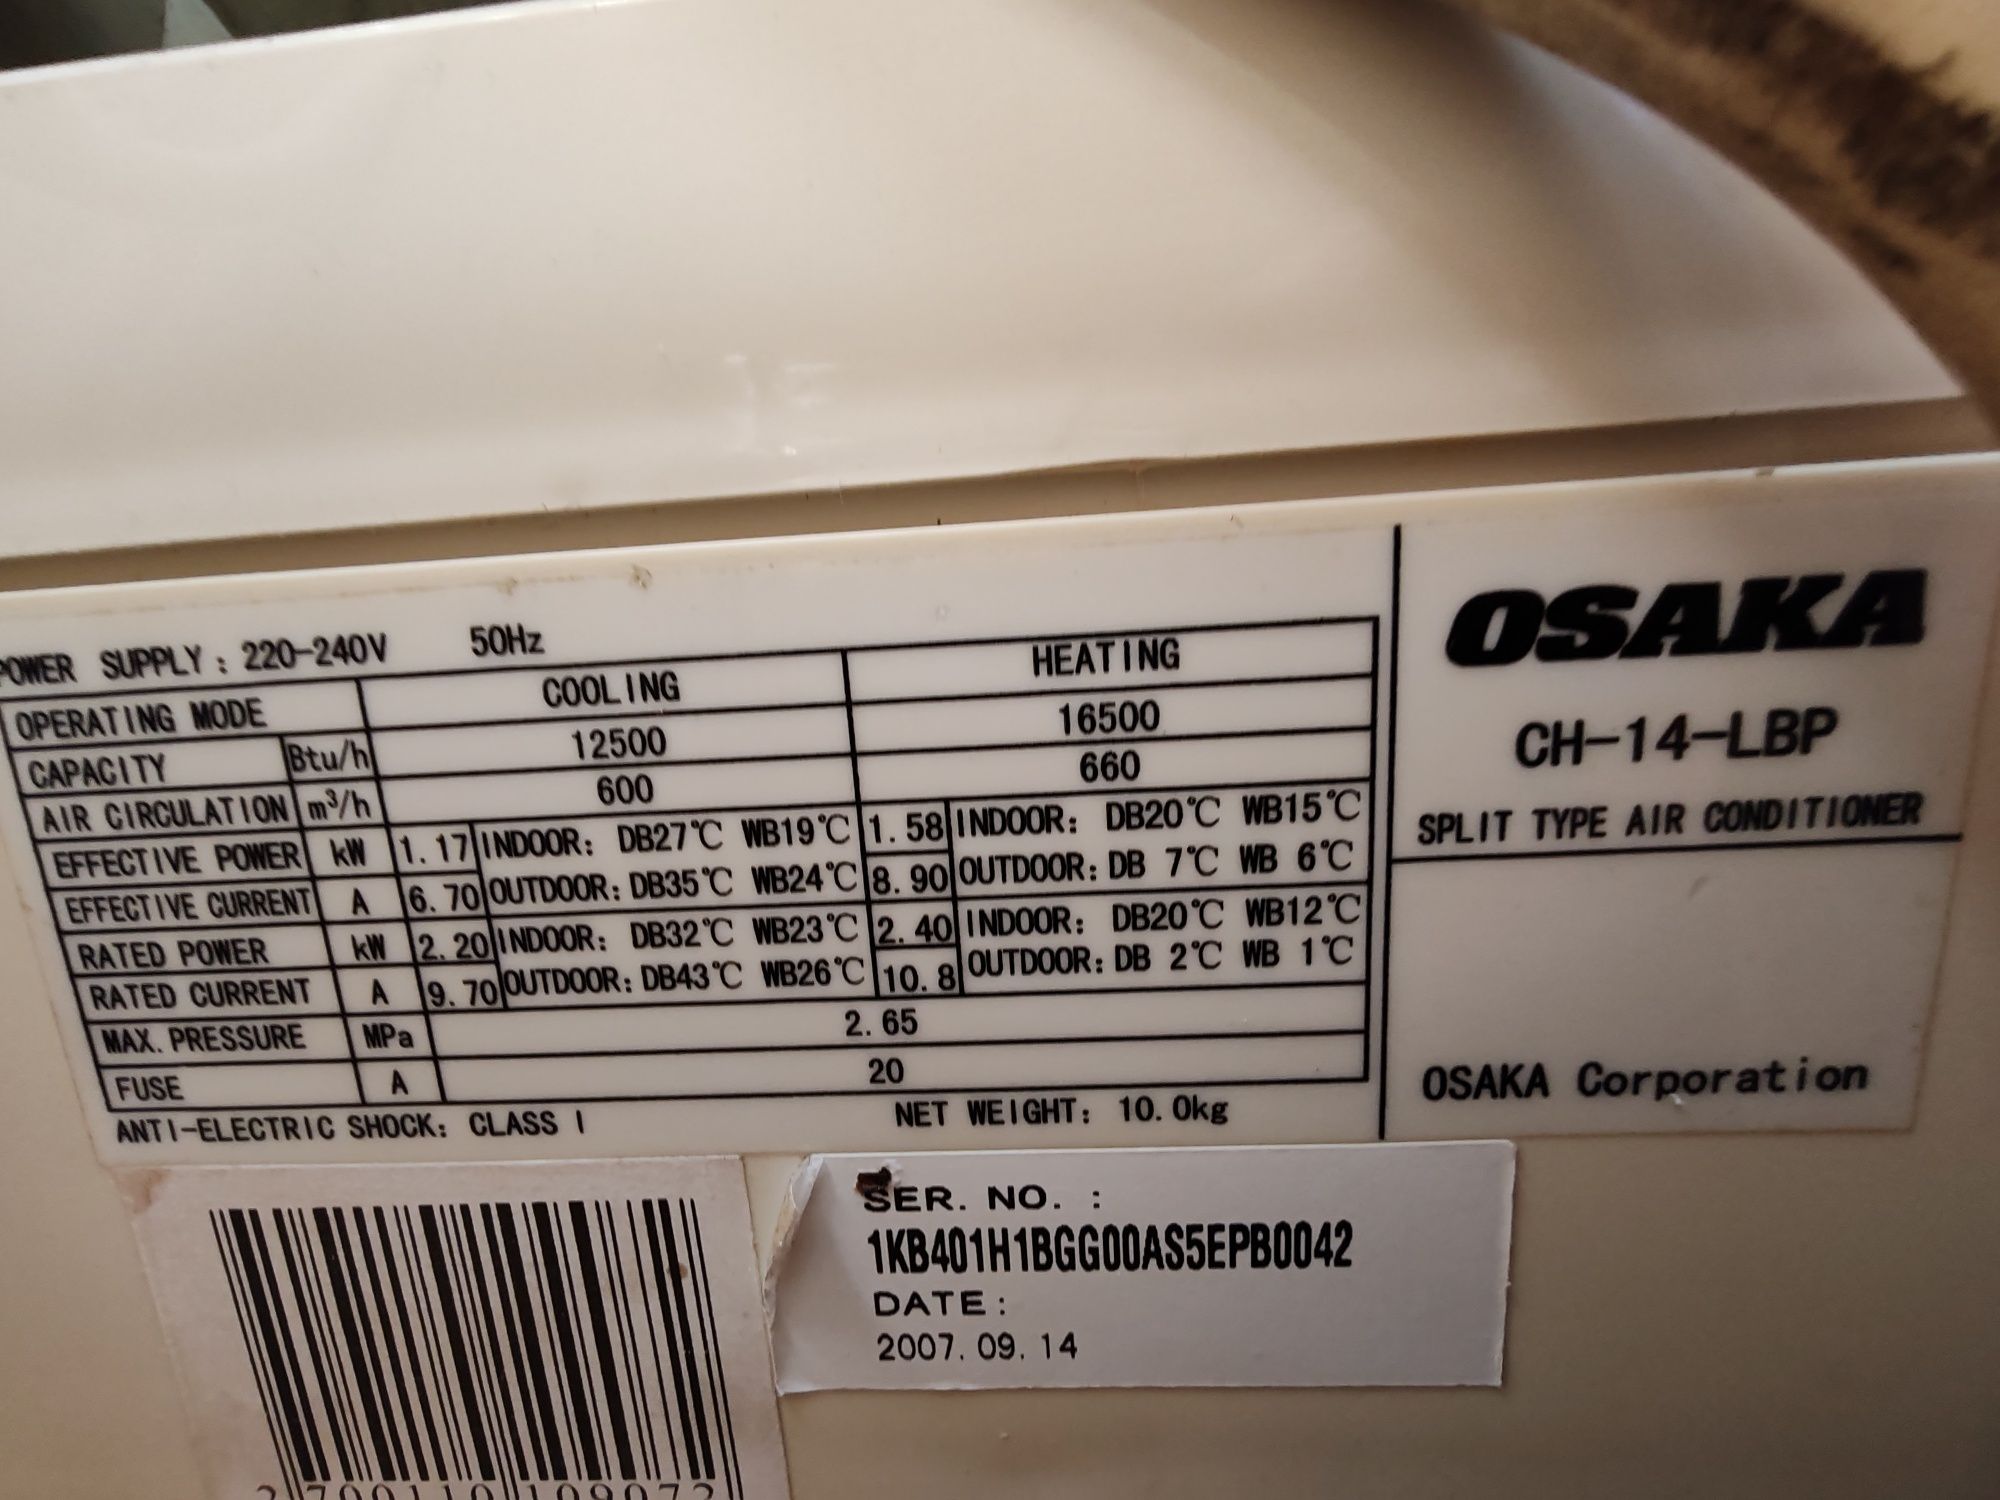 POWER SUPPLY: 220-240V 50Hz
OPERATING MODE COOLING HEATING
CAPACITY Btu/h 12500 16500
AIR CIRCULATION m³/h 600 660
EFFECTIVE POWER kW 1.17 INDOOR: DB27℃ WB19℃ 1.58 INDOOR: DB20℃ WB15℃
EFFECTIVE CURRENT A 6.70 OUTDOOR: DB35℃ WB24℃ 8.90 OUTDOOR: DB 7℃ WB 6℃
RATED POWER kW 2.20 INDOOR: DB32℃ WB23℃ 2.40 INDOOR: DB20℃ WB12℃
RATED CURRENT A 9.70 OUTDOOR: DB43℃ WB26℃ 10.8 OUTDOOR: DB 2℃ WB 1℃
MAX. PRESSURE MPa 2.65
FUSE A 20
ANTI-ELECTRIC SHOCK: CLASS I NET WEIGHT: 10.0kg
OSAKA
CH-14-LBP
SPLIT TYPE AIR CONDITIONER
OSAKA Corporation
SER. NO. :
1KB401H1BGG00AS5EPB0042
DATE:
2007.09.14
2 700110 109072